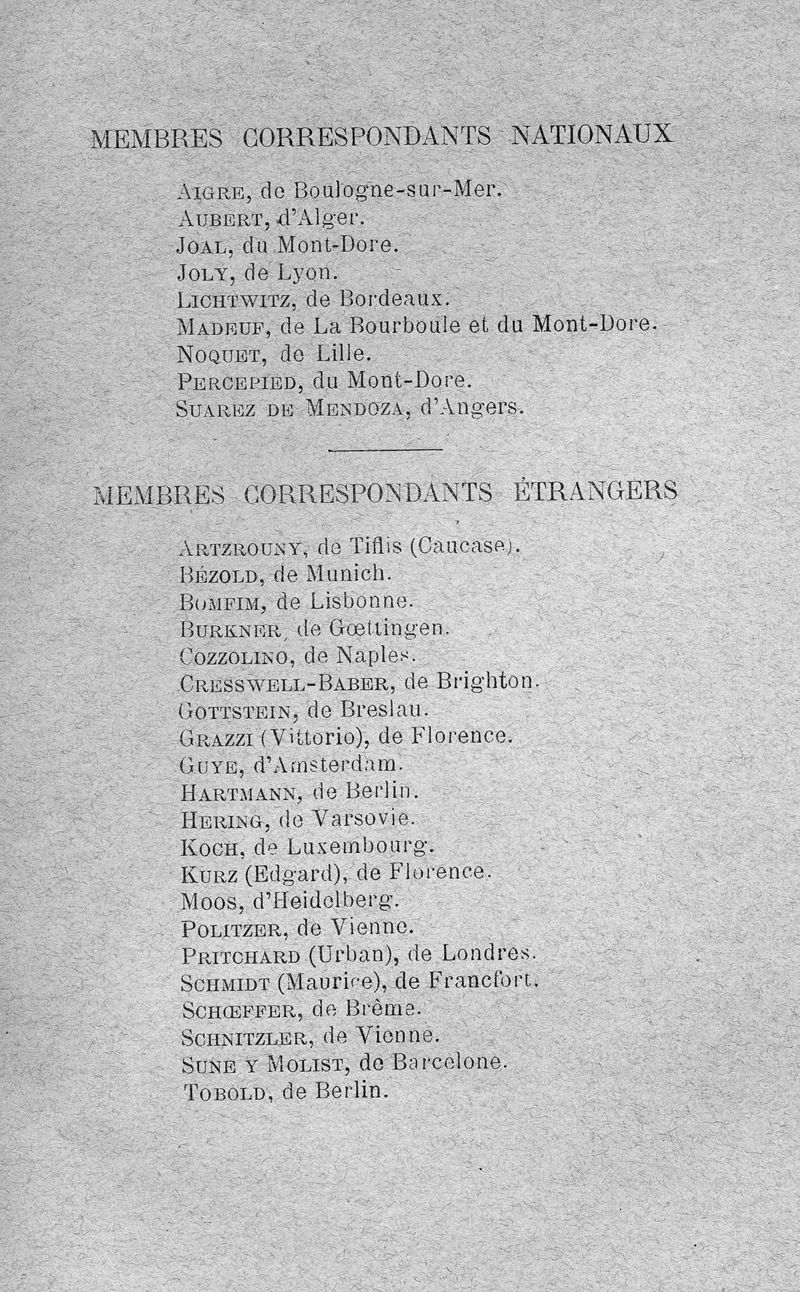 MEMBRES CORRESPONDANTS NATIONAUX
AIGRE, de Boulogne-sur-Mer.
AUBERT, d'Alger.
JOAL, du Mont-Dore.
JOLY, de Lyon.
LICHTWITZ, de Bordeaux.
MADEUF, de La Bourboule et du Mont-Dore.
NOQUET, de Lille.
PERCEPIED, du Mont-Dore.
SUAREZ DE MENDOZA, d'Angers.
MEMBRES CORRESPONDANTS ÉTRANGERS
ARTZROUNY, de Tiflis (Caucase).
BÉZOLD, de Munich.
BOMFIM, de Lisbonne.
BURKNER, de Gœttingen.
COZZOLINO, de Naples.
CRESSWELL-BABER, de Brighton.
GOTTSTEIN, de Breslau.
GRAZZI (Vittorio), de Florence.
GUYE, d'Amsterdam.
HARTMANN, de Berlin.
HERING, de Varsovie.
KOCH, de Luxembourg.
KURZ (Edgard), de Florence.
MOOS, d'Heidelberg.
POLITZER, de Vienne.
PRITCHARD (Urban), de Londres.
SCHMIDT (Maurice), de Francfort.
SCHŒFFER, de Brême.
SCHNITZLER, de Vienne.
SUNE Y MOLIST, de Barcelone.
TOBOLD, de Berlin.